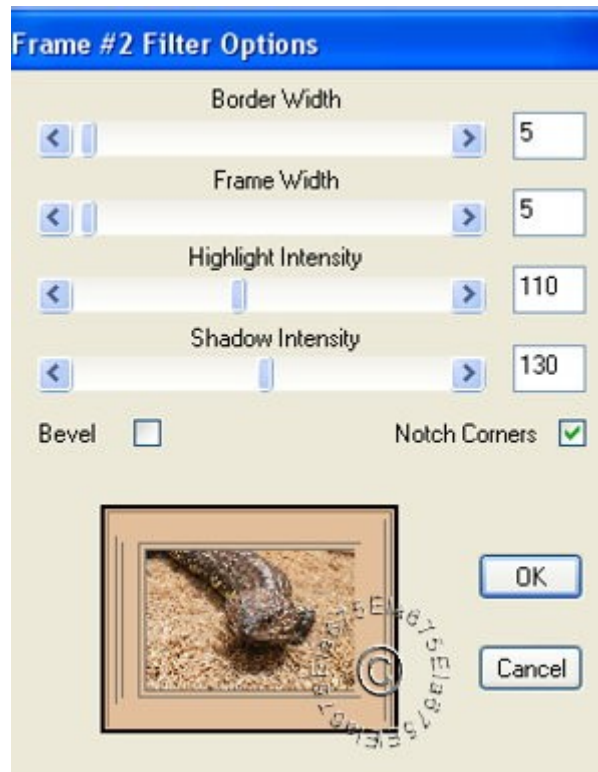 Frame #2 Filter Options
Border Width
5
Frame Width
5
Highlight Intensity
110
Shadow Intensity
130
Bevel
Notch Corners
OK
Cancel